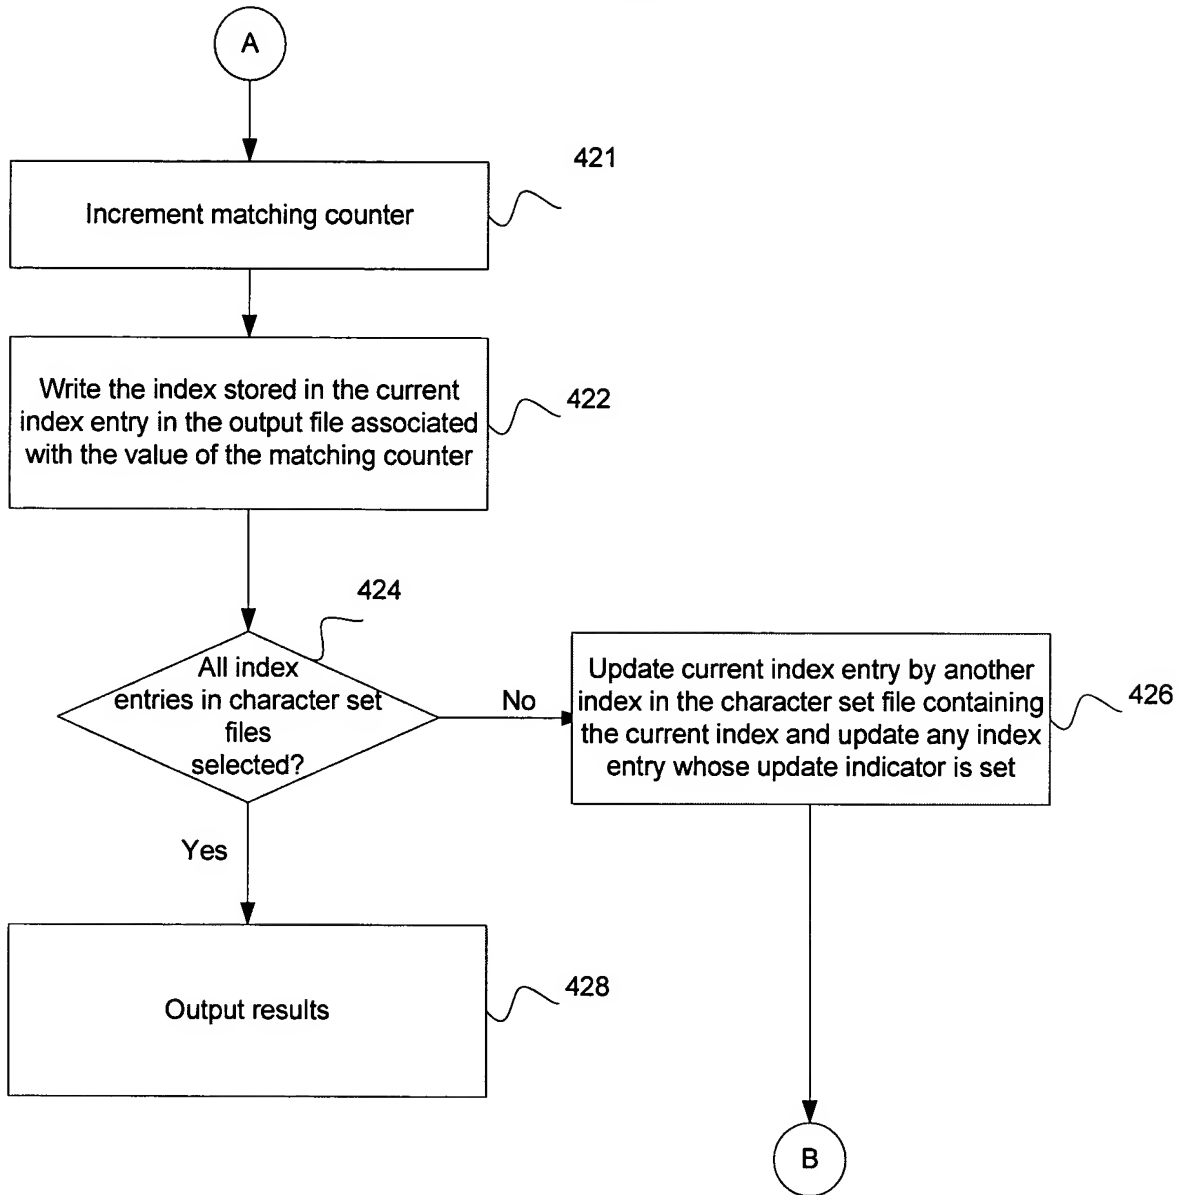 A
421
Increment matching counter
Write the index stored in the current
index entry in the output file associated
with the value of the matching counter
422
424
All index
entries in character set
files
selected?
No
Update current index entry by another
index in the character set file containing
the current index and update any index
entry whose update indicator is set
426
Yes
Output results
428
B